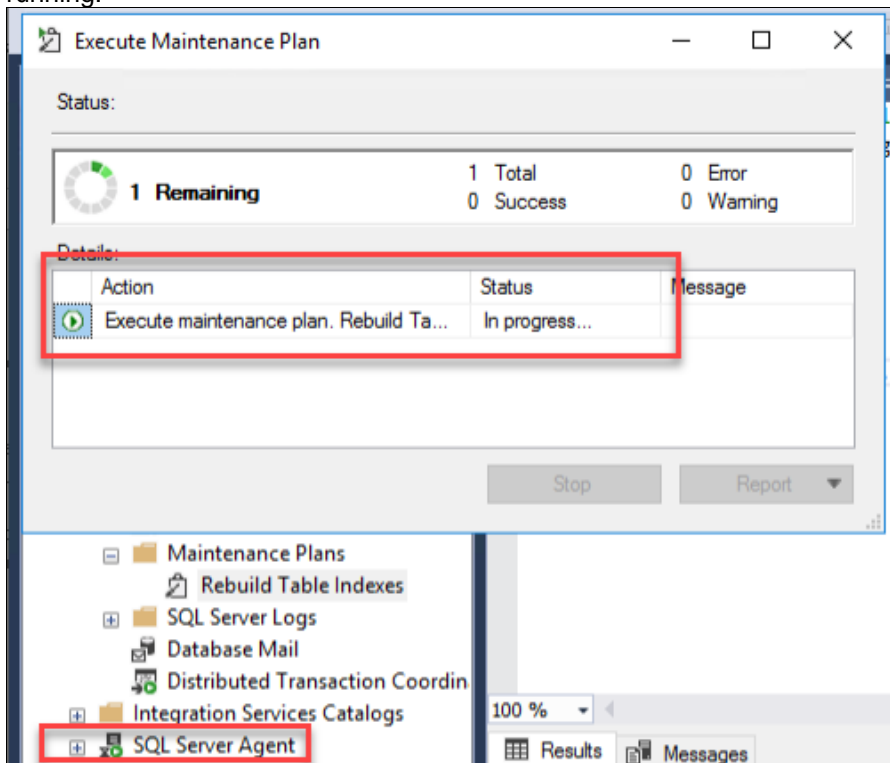 running.
Execute Maintenance Plan
Status:
1 Remaining
1 Total
0 Error
0 Success
0 Warning
Details:
Action Status Message
Execute maintenance plan. Rebuild Ta... In progress...
Stop Report
Maintenance Plans
Rebuild Table Indexes
SQL Server Logs
Database Mail
Distributed Transaction Coordin
Integration Services Catalogs
100 %
SQL Server Agent
Results Messages